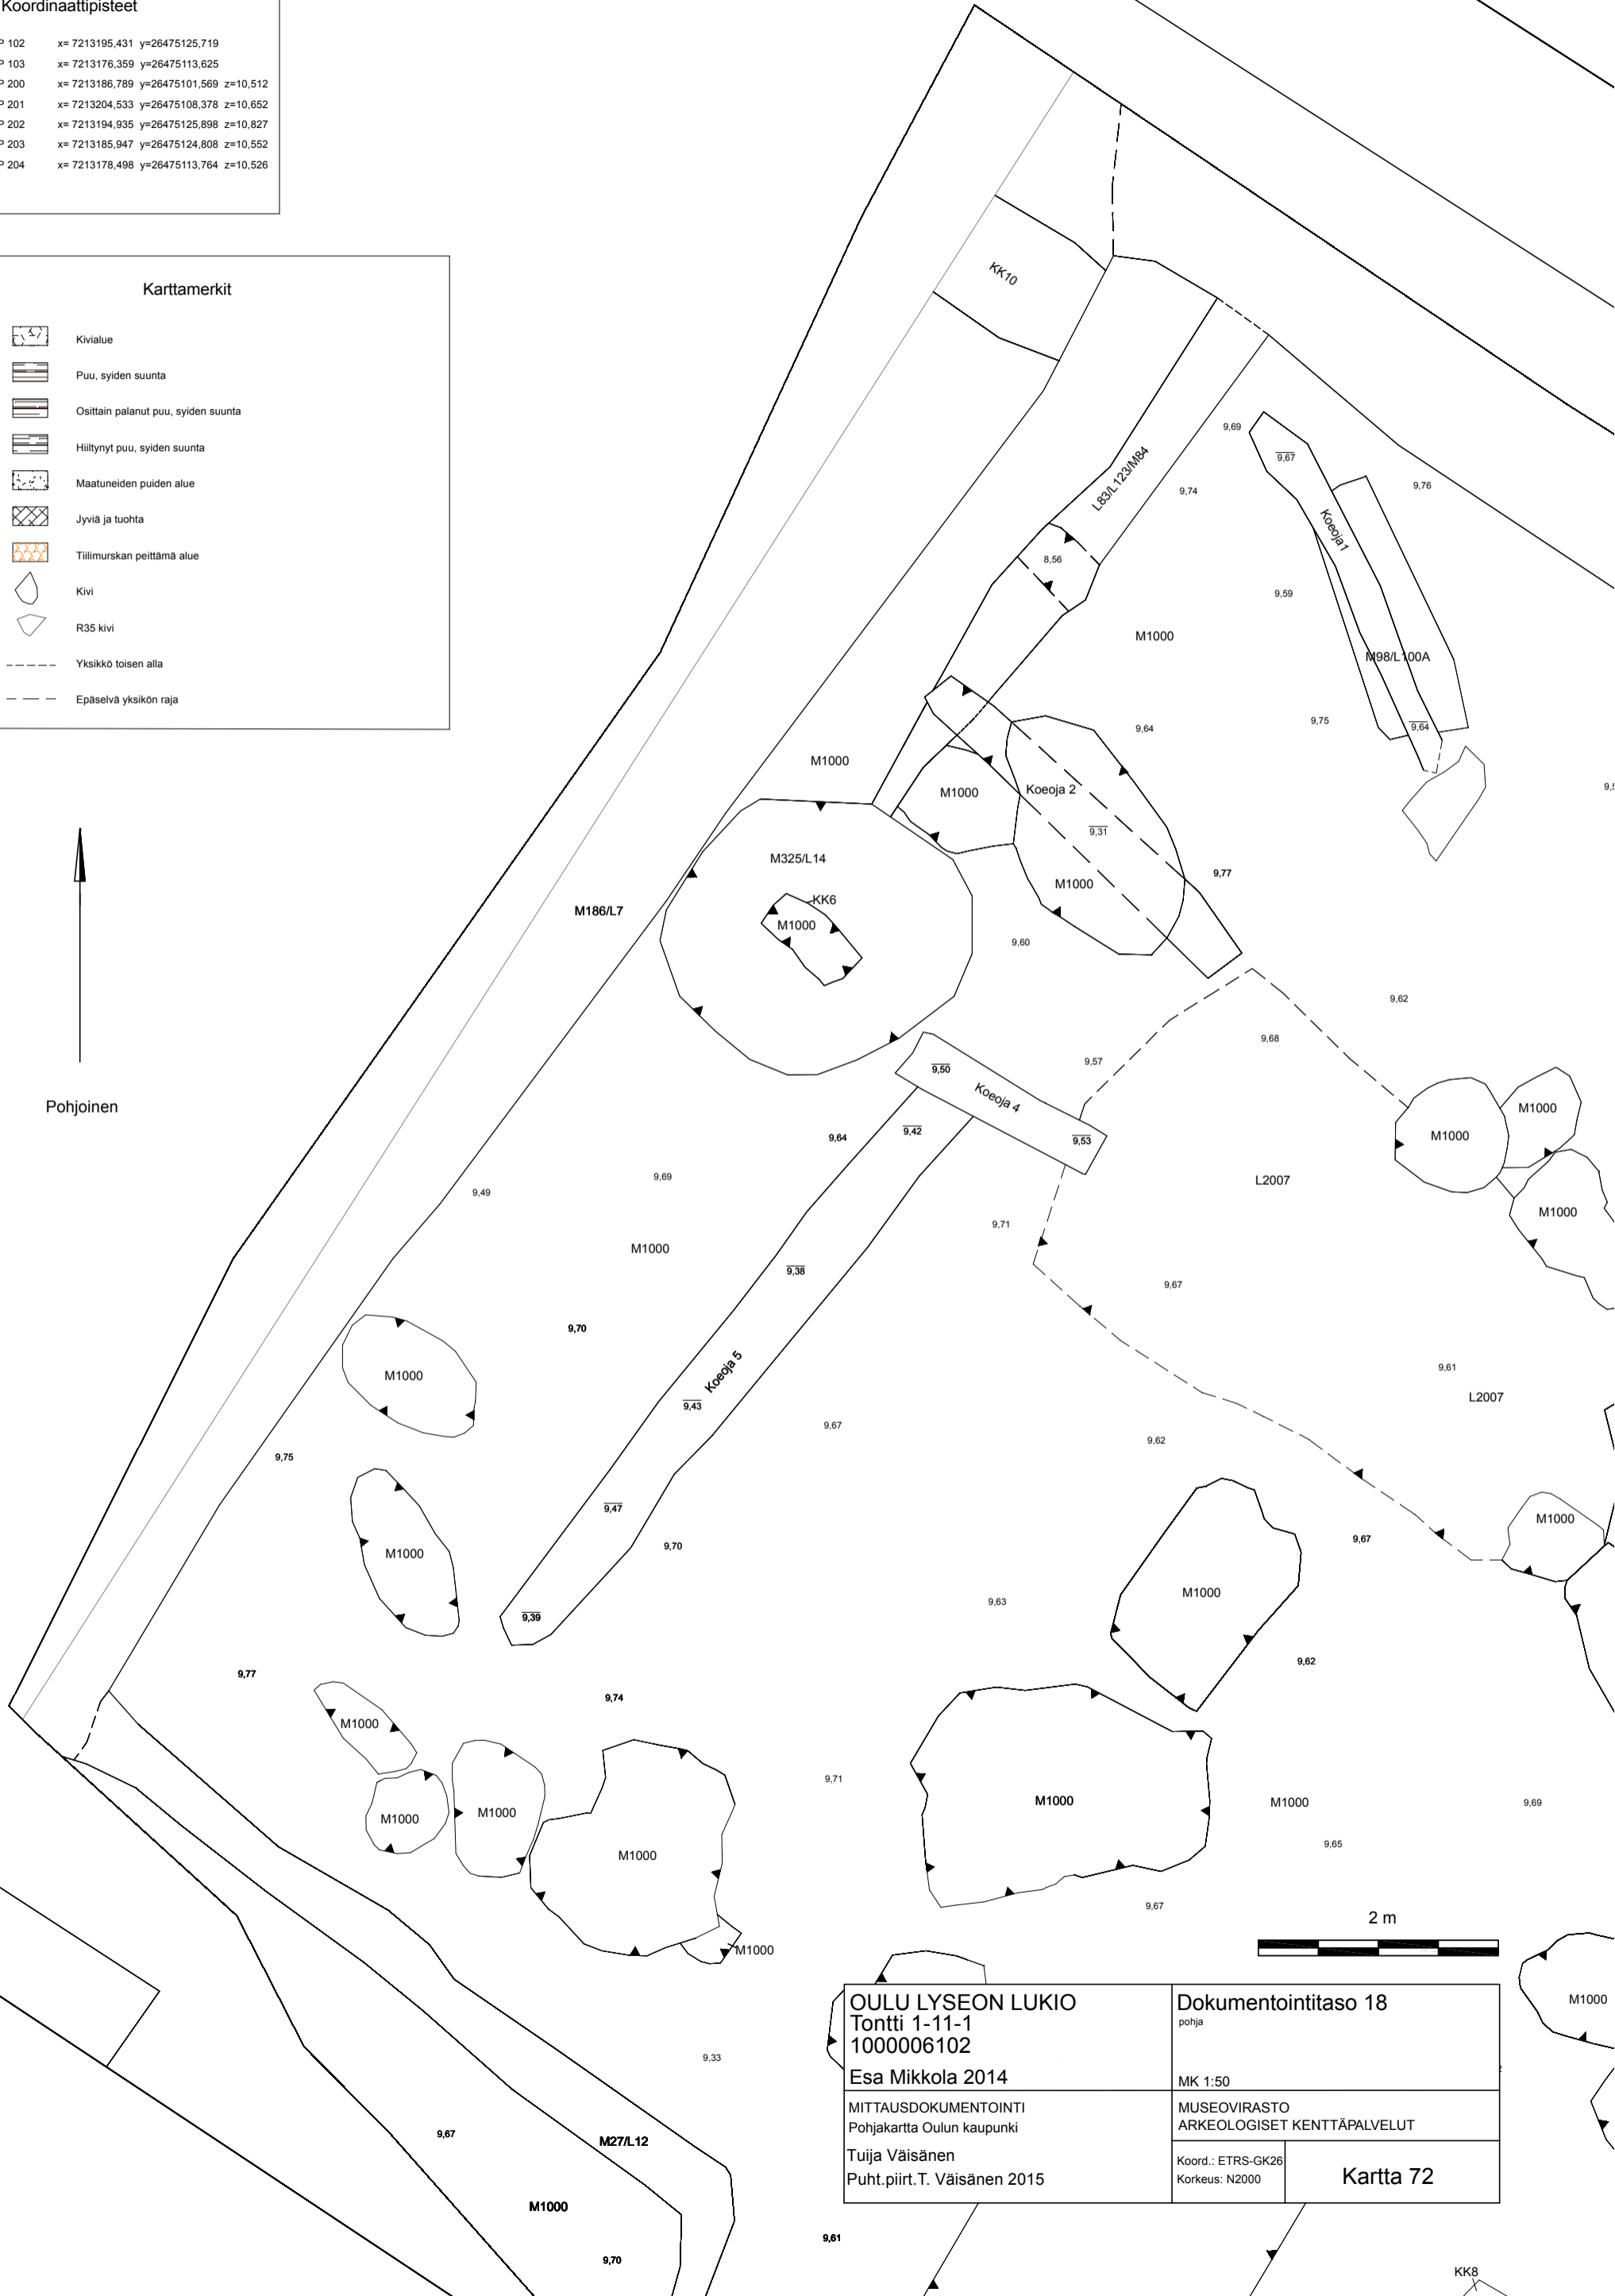 Koordinaattipisteet
P 102 x= 7213195,431 y=26475125,719
P 103 x= 7213176,359 y=26475113,625
P 200 x= 7213186,789 y=26475101,569 z=10,512
P 201 x= 7213204,533 y=26475108,378 z=10,652
P 202 x= 7213194,935 y=26475125,898 z=10,827
P 203 x= 7213185,947 y=26475124,808 z=10,552
P 204 x= 7213178,498 y=26475113,764 z=10,526
Karttamerkit
Kivialue
Puu, syiden suunta
Osittain palanut puu, syiden suunta
Hiiltynyt puu, syiden suunta
Maatuneiden puiden alue
Jyviä ja tuohta
Tiilimurskan peittämä alue
Kivi
R35 kivi
Yksikkö toisen alla
Epäselvä yksikön raja
Pohjoinen
KK10
L83/L123/M84
9,69
9,67
9,76
9,74
Koeoja1
8,56
9,59
M1000
M98/L100A
9,75
9,64
9,64
M1000
M1000
Koeoja 2
9,31
M325/L14
9,77
M1000
KK6
M1000
M186/L7
9,60
9,62
9,68
9,57
9,50
Koeoja 4
M1000
M1000
9,42
9,53
9,64
9,69
L2007
9,49
M1000
9,71
M1000
9,38
9,67
9,70
9,61
M1000
Koeoja 5
L2007
9,43
9,67
9,62
9,75
9,47
M1000
9,67
9,70
M1000
M1000
9,63
9,39
9,62
9,77
9,74
M1000
9,71
M1000
M1000
9,69
M1000
M1000
9,65
M1000
9,67
2 m
M1000
M1000
9,33
OULU LYSEON LUKIO
Tontti 1-11-1
1000006102
Esa Mikkola 2014
Dokumentointitaso 18
pohja
MK 1:50
MITTAUSDOKUMENTOINTI
Pohjakartta Oulun kaupunki
Tuija Väisänen
Puht.piirt.T. Väisänen 2015
MUSEOVIRASTO
ARKEOLOGISET KENTTÄPALVELUT
Koord.: ETRS-GK26
Korkeus: N2000
Kartta 72
9,67
M27/L12
M1000
9,61
9,70
KK8